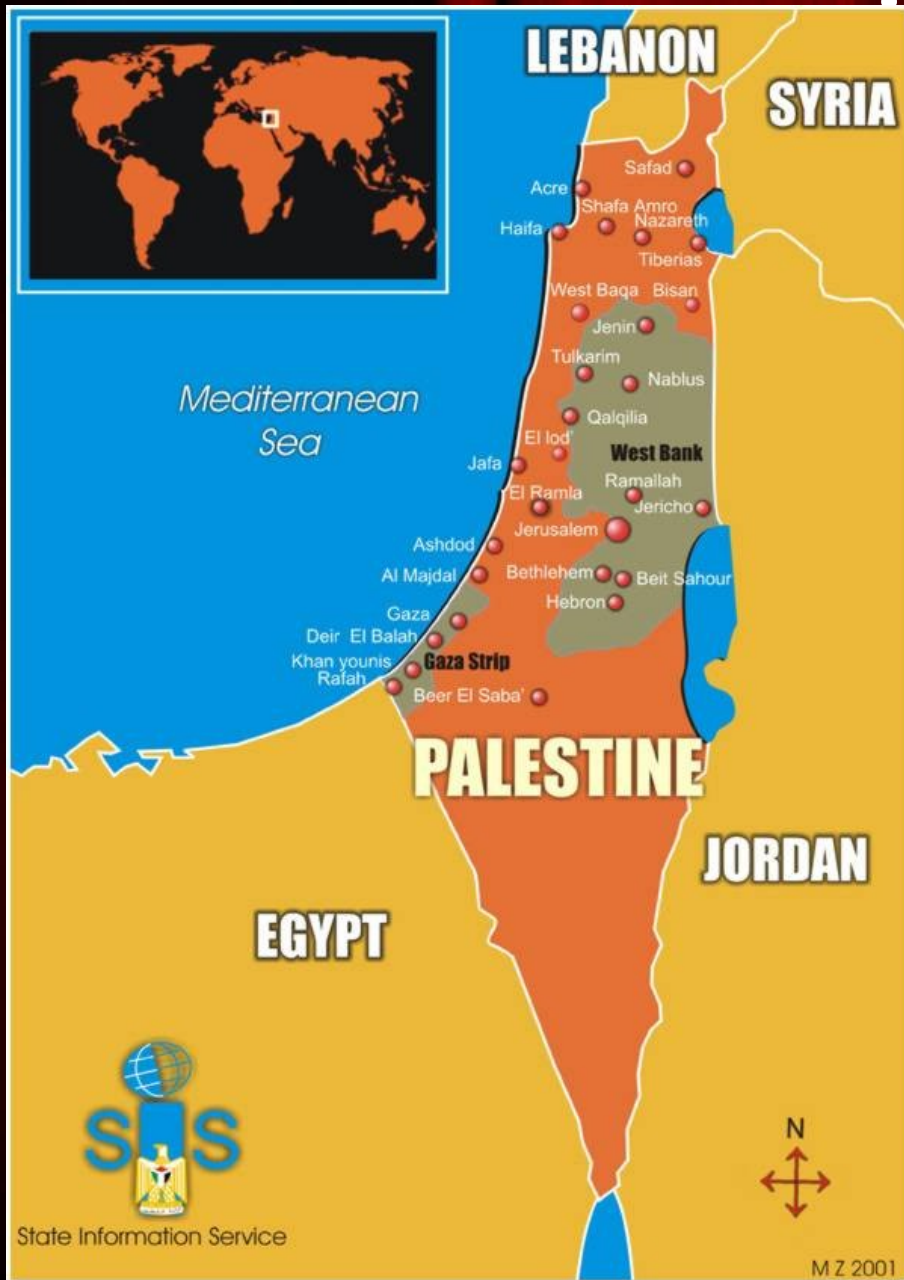 LEBANON
SYRIA
Safad
Acre
Shafa Amro
Nazareth
Haifa
Tiberias
West Baqa
Bisan
Jenin
Tulkarim
Nablus
Mediterranean
Sea
Qalqilia
El lod'
West Bank
Jafa
Ramallah
El Ramla
Jericho
Jerusalem
Ashdod
Al Majdal
Bethlehem
Beit Sahour
Hebron
Gaza
Deir El Balah
Khan younis
Gaza Strip
Rafah
Beer El Saba'
PALESTINE
JORDAN
EGYPT
N
SIS
State Information Service
M Z 2001